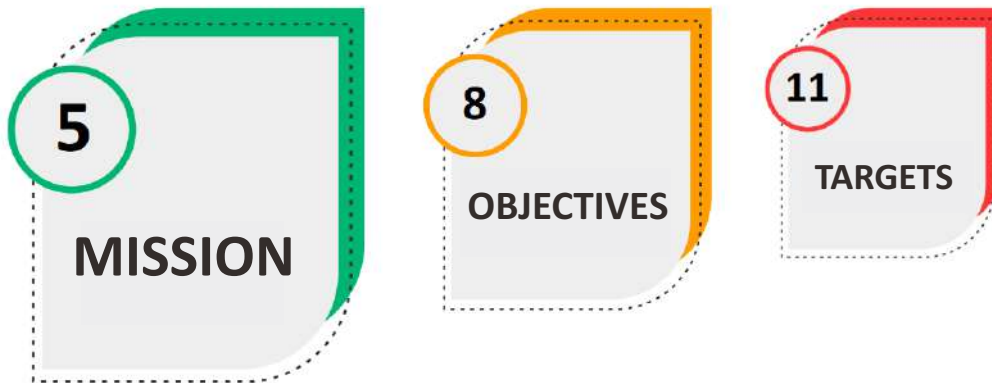 5
MISSION
8
OBJECTIVES
11
TARGETS